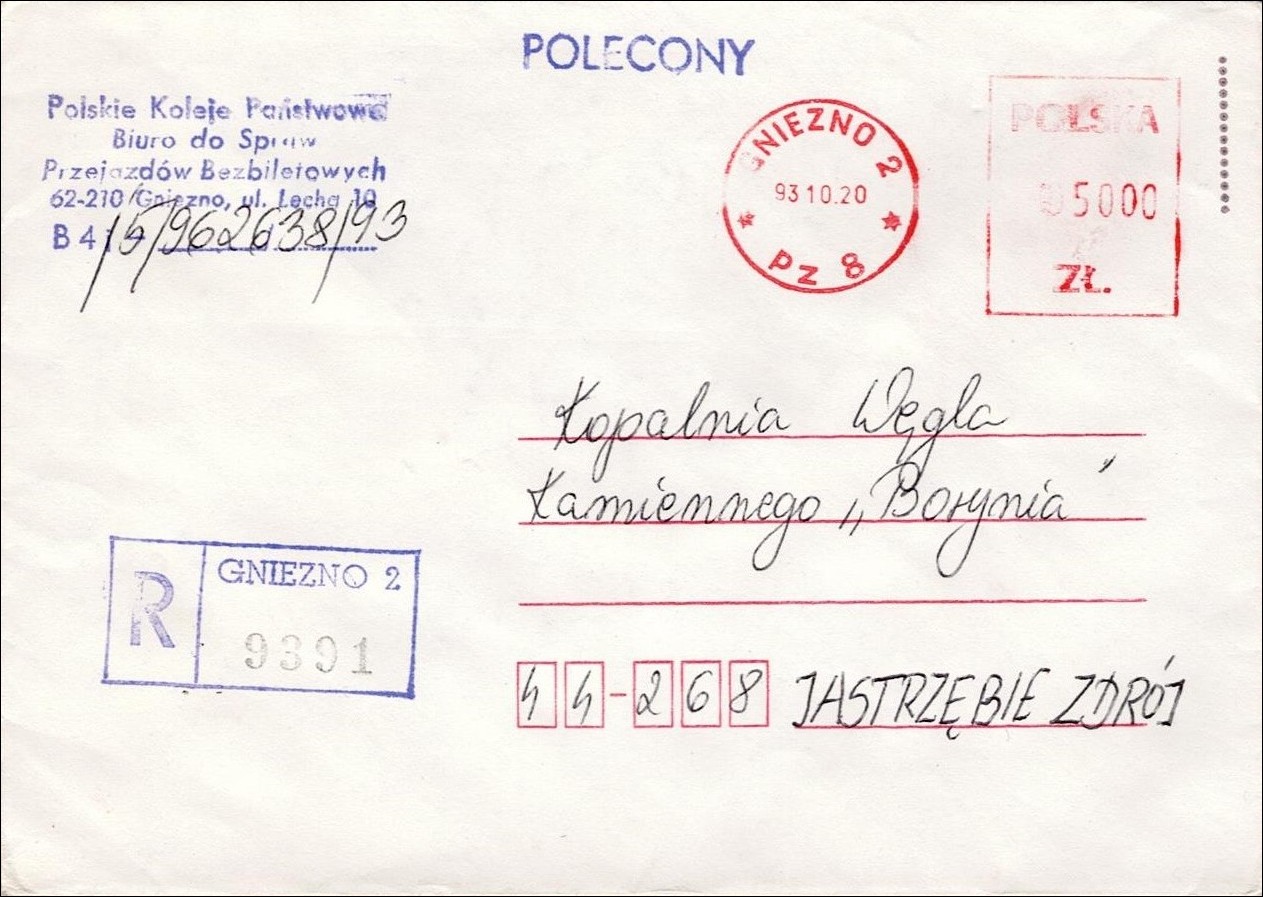 POLECONY
Polskie Koleje Państwowe
Biuro do Spraw
Przejazdów Bezbiletowych
62-210 Gniezno, ul. Lecha 10
B 4
15/962638/93
GNIEZNO 2
93 10.20
Pz 8
POLSKA
05000
ZŁ.
Kopalnia Węgla
Kamiennego „Borynia"
44-268 JASTRZĘBIE ZDRÓJ
R
GNIEZNO 2
9391